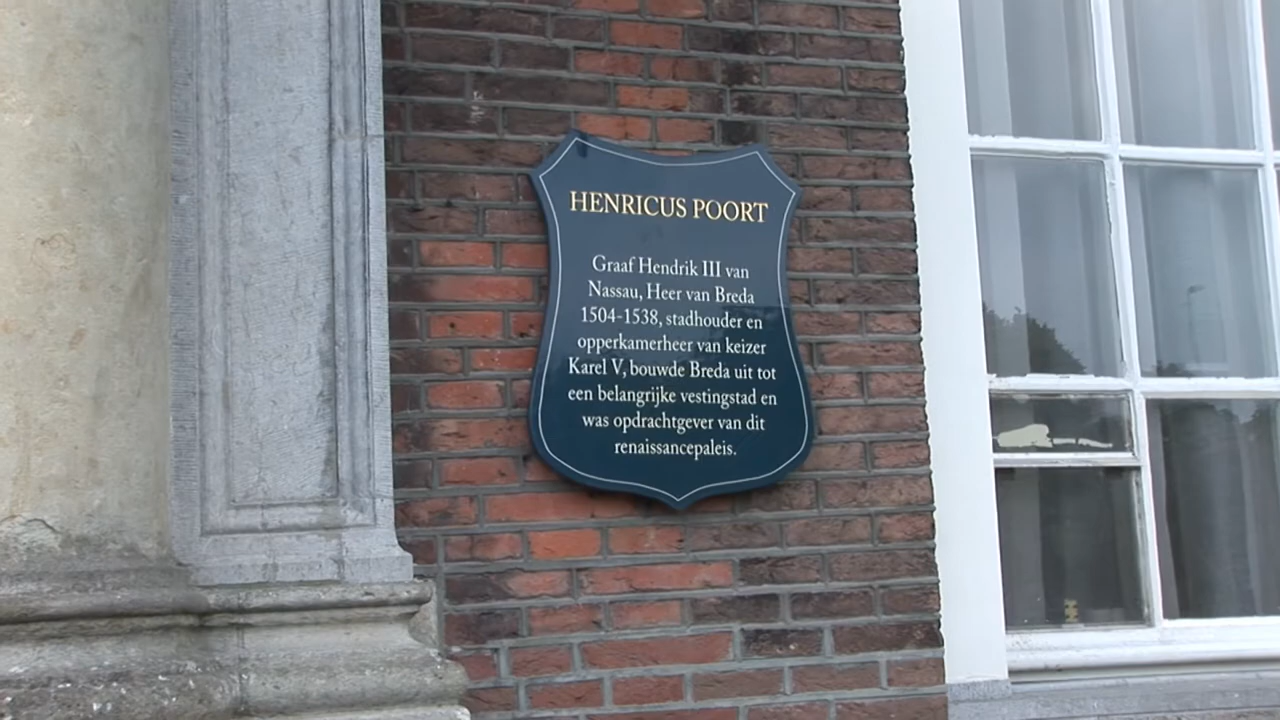 HENRICUS POORT
Graaf Hendrik III van
Nassau, Heer van Breda
1504-1538, stadhouder en
opperkamerheer van keizer
Karel V, bouwde Breda uit tot
een belangrijke vestingstad en
was opdrachtgever van dit
renaissancepaleis.